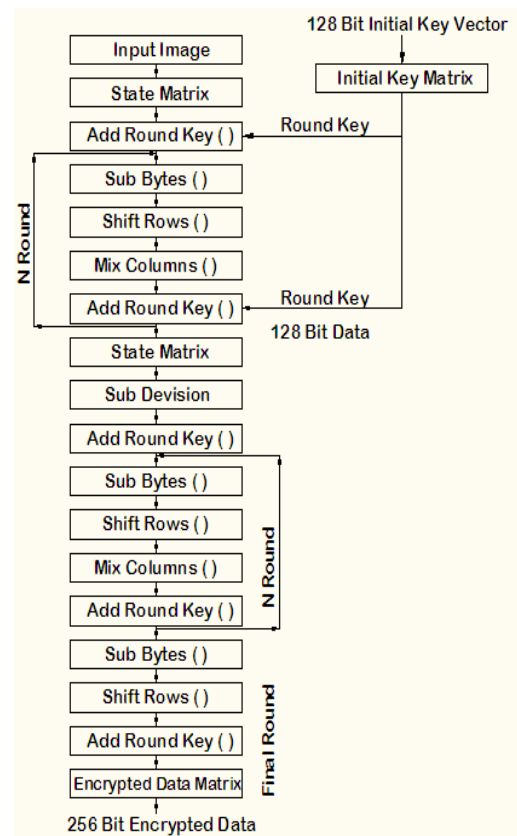 128 Bit Initial Key Vector
Input Image
Initial Key Matrix
State Matrix
Round Key
Add Round Key ( )
Sub Bytes ( )
Shift Rows ( )
N Round
Mix Columns ( )
Round Key
Add Round Key ( )
128 Bit Data
State Matrix
Sub Devision
Add Round Key ( )
Sub Bytes ( )
Shift Rows ( )
Mix Columns ( )
N Round
Add Round Key ( )
Sub Bytes ( )
Shift Rows ( )
Final Round
Add Round Key ( )
Encrypted Data Matrix
256 Bit Encrypted Data